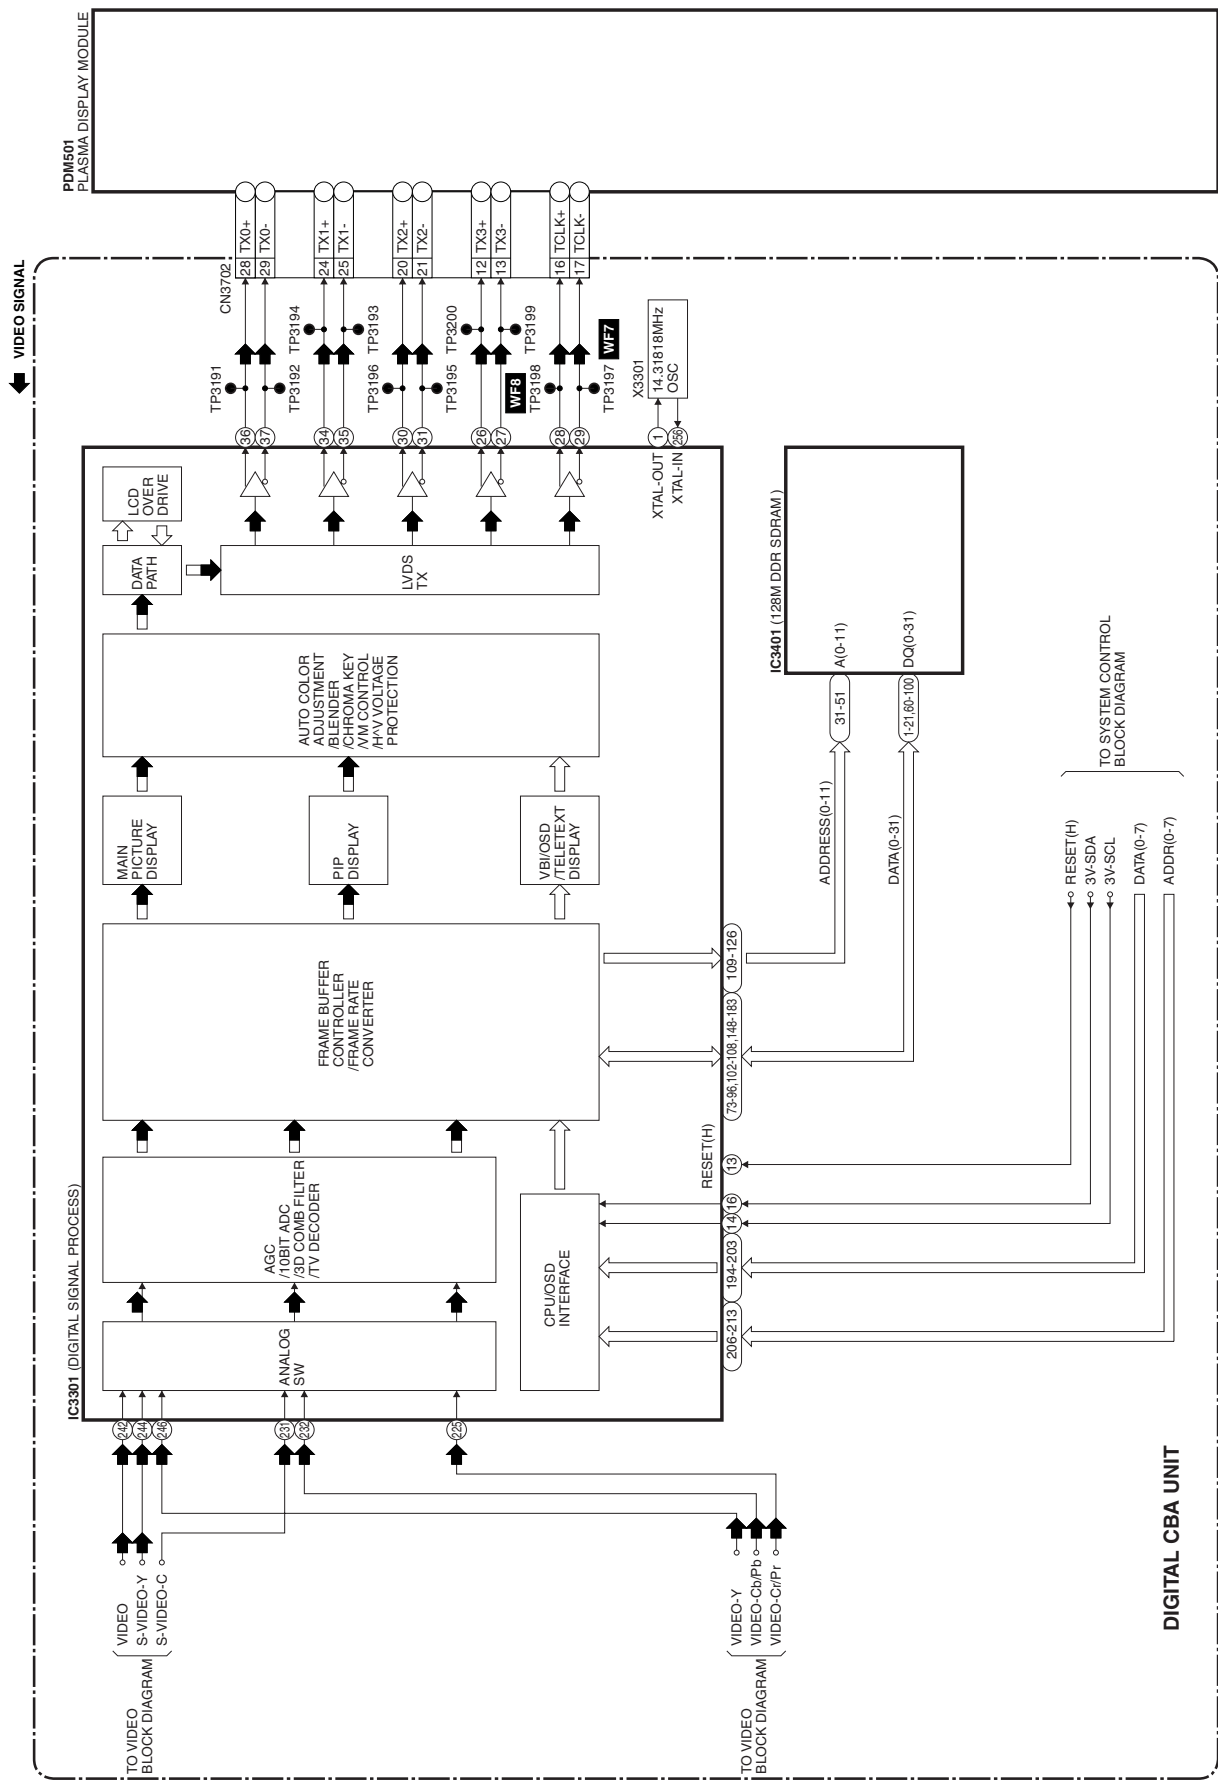 VIDEO SIGNAL
PDM501
PLASMA DISPLAY MODULE
CN3702
28 TX0+
29 TX0-
24 TX1+
25 TX1-
20 TX2+
21 TX2-
12 TX3+
13 TX3-
16 TCLK+
17 TCLK-
TP3191
TP3192
TP3194
TP3193
TP3196
TP3195
TP3200
TP3199
TP3198
TP3197
WF8
WF7
36
37
34
35
30
31
26
27
28
29
X3301
14.31818MHz
OSC
1
256
XTAL-OUT
XTAL-IN
IC3301 (DIGITAL SIGNAL PROCESS)
LCD
OVER
DRIVE
DATA
PATH
LVDS
TX
AUTO COLOR
ADJUSTMENT
/BLENDER
/CHROMA KEY
/VM CONTROL
/H^V VOLTAGE
PROTECTION
MAIN
PICTURE
DISPLAY
PIP
DISPLAY
VBI/OSD
/TELETEXT
DISPLAY
FRAME BUFFER
CONTROLLER
/FRAME RATE
CONVERTER
AGC
/10BIT ADC
/3D COMB FILTER
/TV DECODER
ANALOG
SW
CPU/OSD
INTERFACE
242
244
246
231
232
225
VIDEO
S-VIDEO-Y
S-VIDEO-C
TO VIDEO
BLOCK DIAGRAM
VIDEO-Y
VIDEO-Cb/Pb
VIDEO-Cr/Pr
TO VIDEO
BLOCK DIAGRAM
109-126
73-96,102-108,148-183
RESET(H)
13
16
14
194-203
206-213
IC3401 (128M DDR SDRAM )
A(0-11)
DQ(0-31)
31-51
1-21,60-100
ADDRESS(0-11)
DATA(0-31)
TO SYSTEM CONTROL
BLOCK DIAGRAM
RESET(H)
3V-SDA
3V-SCL
DATA(0-7)
ADDR(0-7)
DIGITAL CBA UNIT